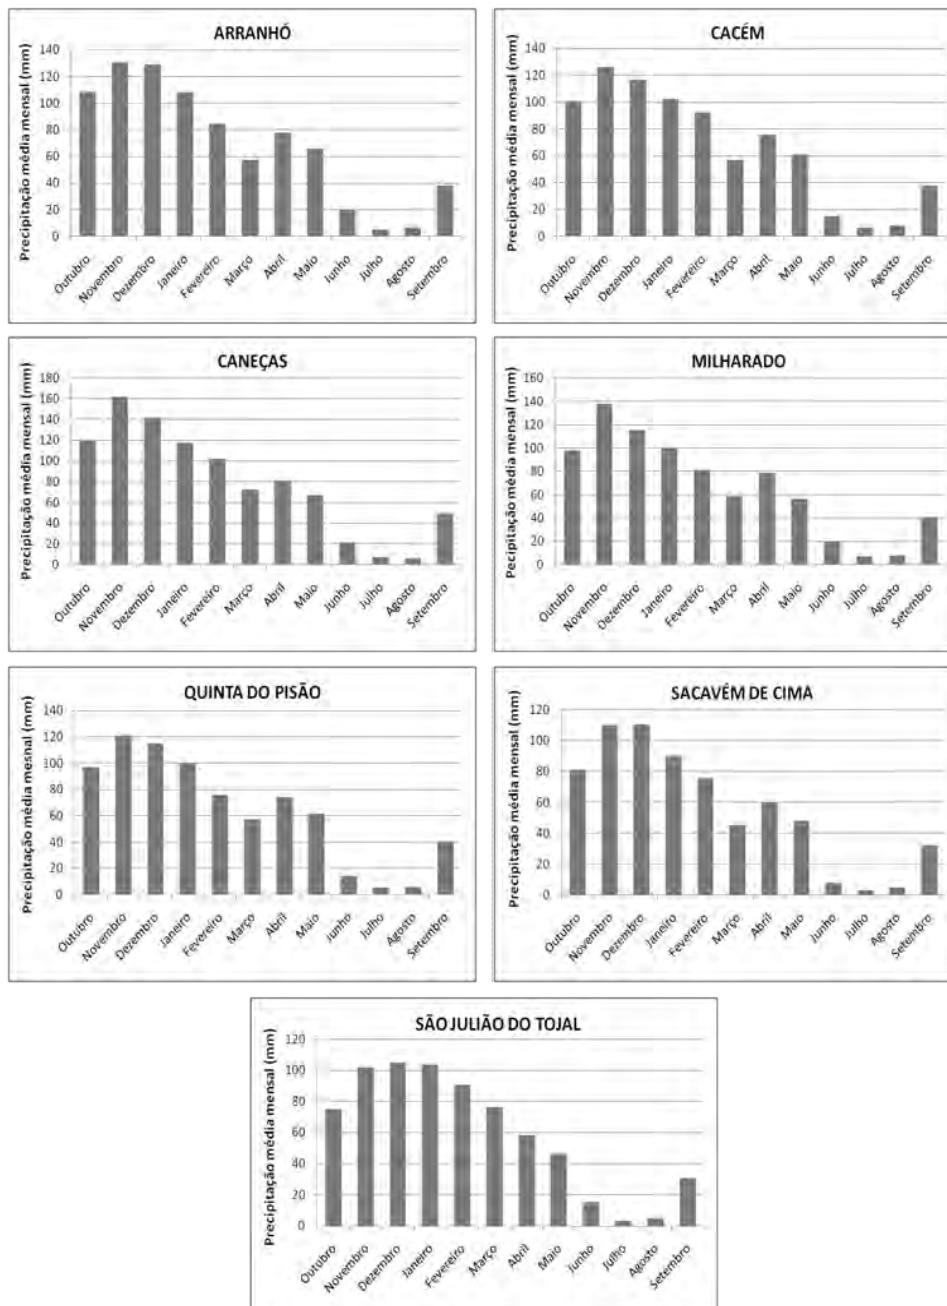 ARRANHÓ
Precipitação média mensal (mm)
140
120
100
80
60
40
20
0
Outubro
Novembro
Dezembro
Janeiro
Fevereiro
Março
Abril
Maio
Junho
Julho
Agosto
Setembro
CACÉM
Precipitação média mensal (mm)
140
120
100
80
60
40
20
0
Outubro
Novembro
Dezembro
Janeiro
Fevereiro
Março
Abril
Maio
Junho
Julho
Agosto
Setembro
CANEÇAS
Precipitação média mensal (mm)
180
160
140
120
100
80
60
40
20
0
Outubro
Novembro
Dezembro
Janeiro
Fevereiro
Março
Abril
Maio
Junho
Julho
Agosto
Setembro
MILHARADO
Pecipitação média mensal (mm)
160
140
120
100
80
60
40
20
0
Outubro
Novembro
Dezembro
Janeiro
Fevereiro
Março
Abril
Maio
Junho
Julho
Agosto
Setembro
QUINTA DO PISÃO
Precipitação média mesnal (mm)
140
120
100
80
60
40
20
0
Outubro
Novembro
Dezembro
Janeiro
Fevereiro
Março
Abril
Maio
Junho
Julho
Agosto
Setembro
SACAVÉM DE CIMA
Precipitação média mensal (mm)
120
100
80
60
40
20
0
Outubro
Novembro
Dezembro
Janeiro
Fevereiro
Março
Abril
Maio
Junho
Julho
Agosto
Setembro
SÃO JULIÃO DO TOJAL
Precipitação média mensal (mm)
120
100
80
60
40
20
0
Outubro
Novembro
Dezembro
Janeiro
Fevereiro
Março
Abril
Maio
Junho
Julho
Agosto
Setembro